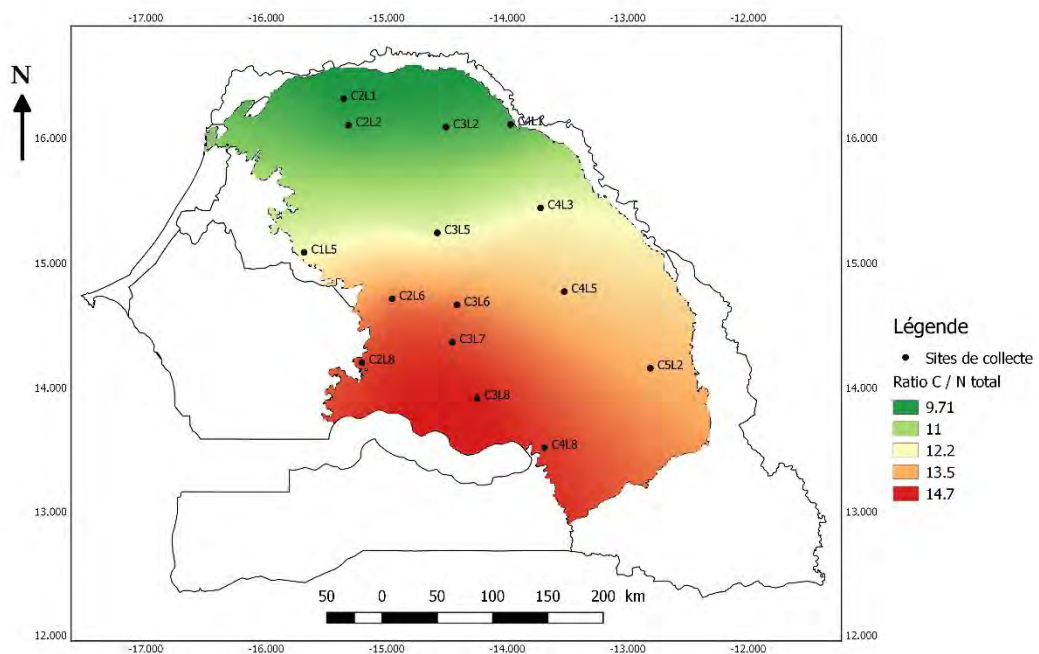 -17.000 -16.000 -15.000 -14.000 -13.000 -12.000
N
C2L1
C2L2 C3L2
16.000 16.000
C4L3
C3L5
C1L5
15.000 15.000
C4L5
C2L6 C3L6
C3L7
C2L8 C5L2
14.000 14.000
C3L8
C4L8
13.000 13.000
12.000 12.000
Légende
Sites de collecte
Ratio C / N total
9.71
11
12.2
13.5
14.7
50 0 50 100 150 200 km
-17.000 -16.000 -15.000 -14.000 -13.000 -12.000